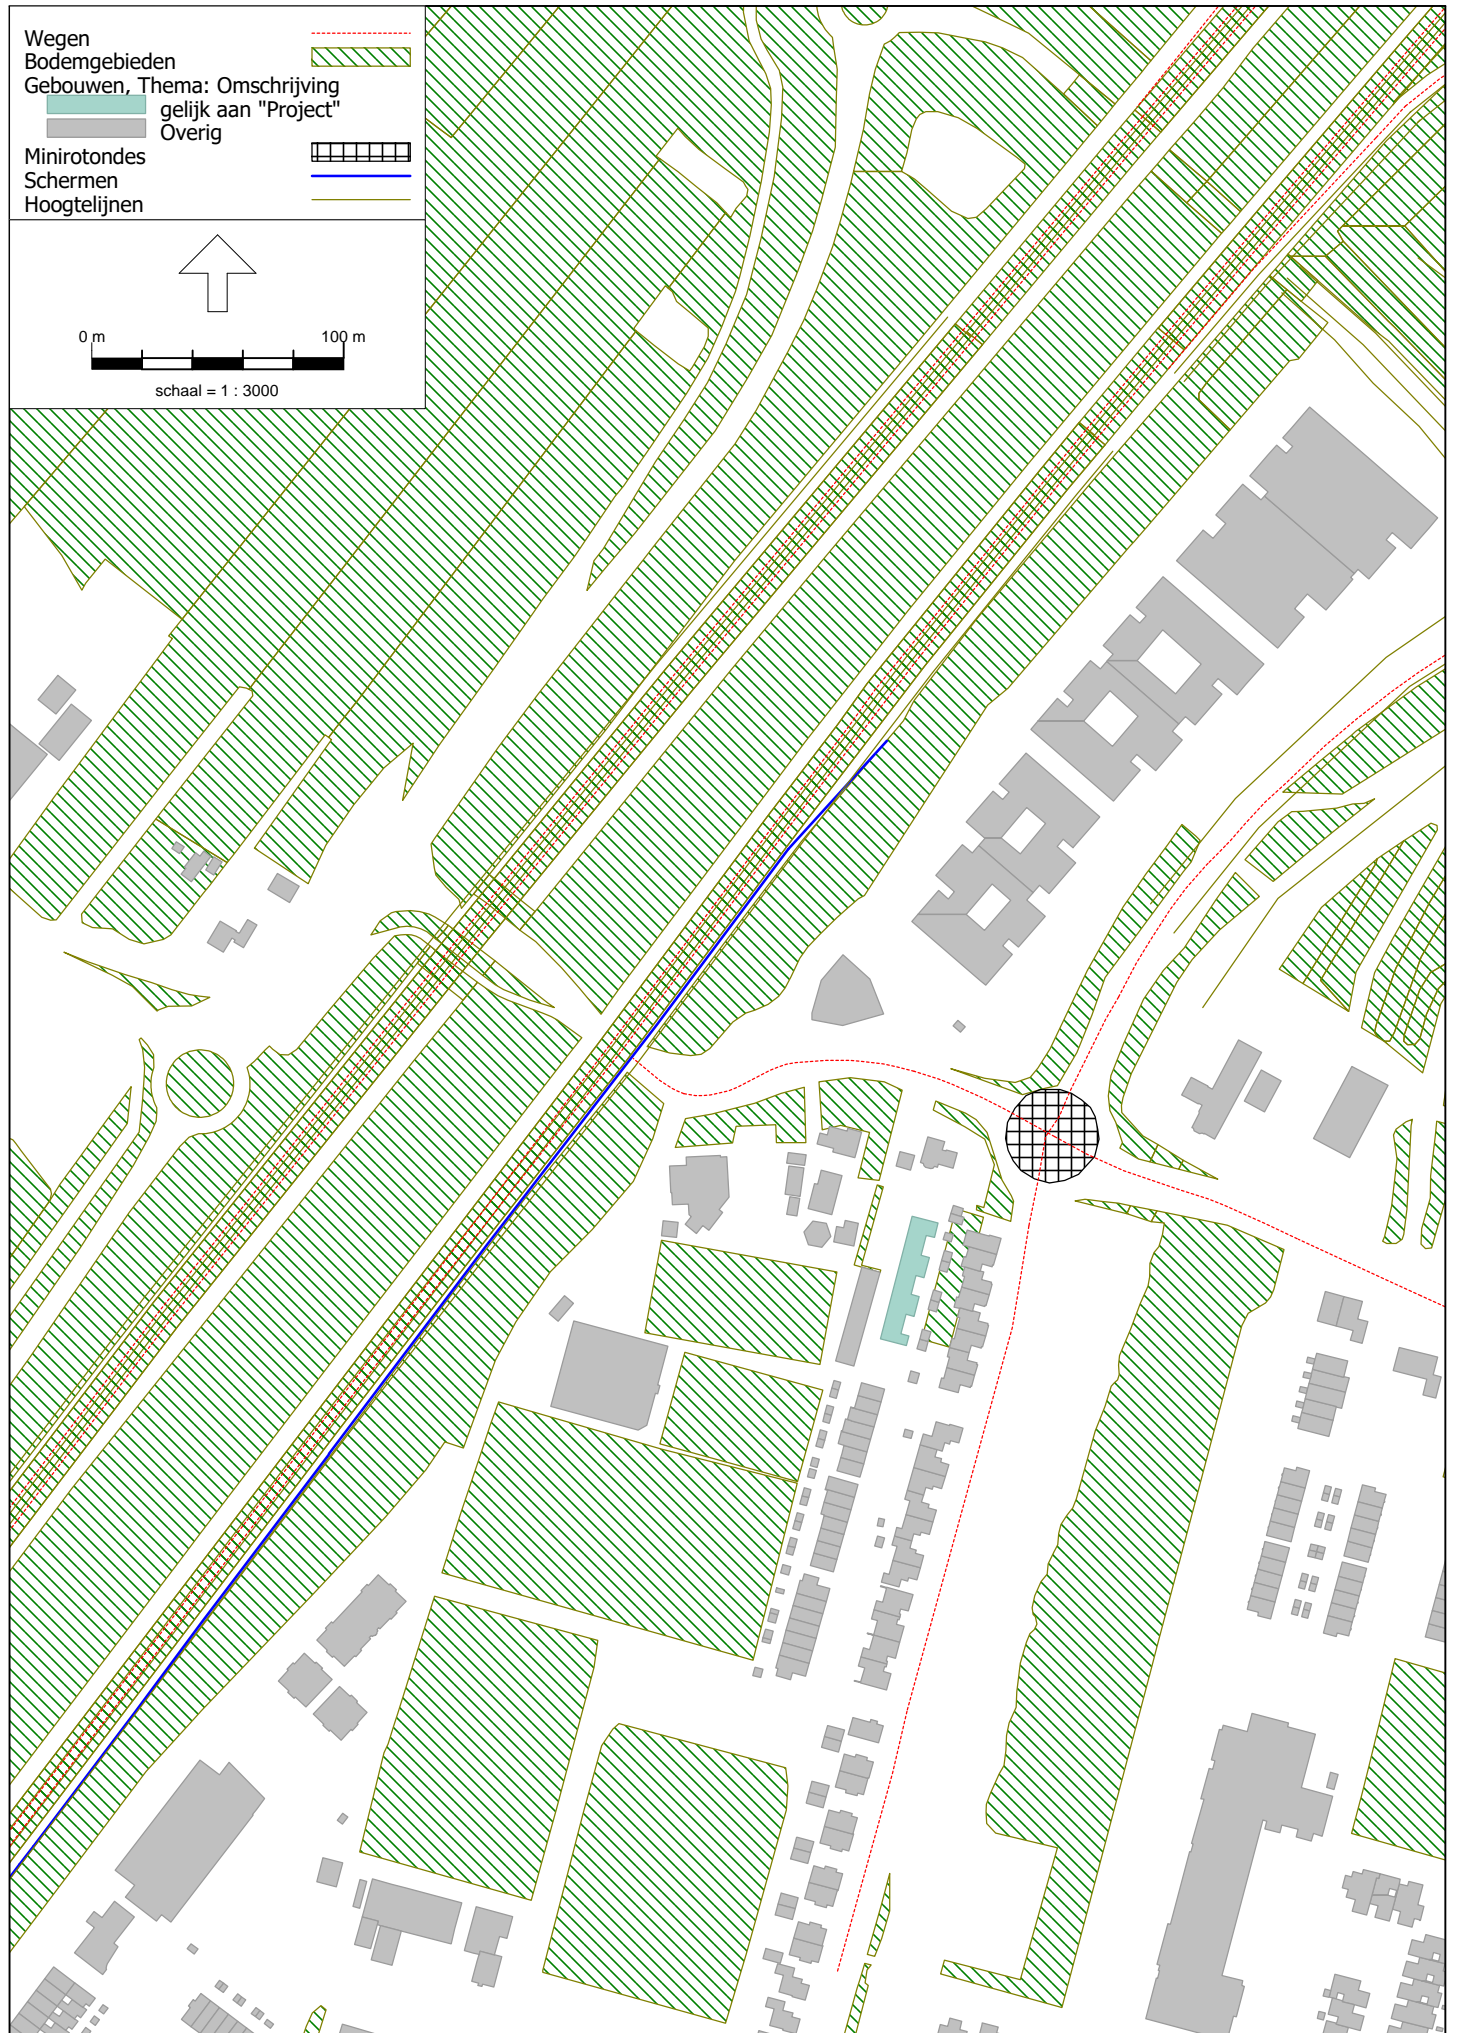 Wegen
Bodemgebieden
Gebouwen, Thema: Omschrijving
gelijk aan "Project"
Overig
Minirotondes
Schermen
Hoogtelijnen
0 m 100 m
schaal = 1 : 3000